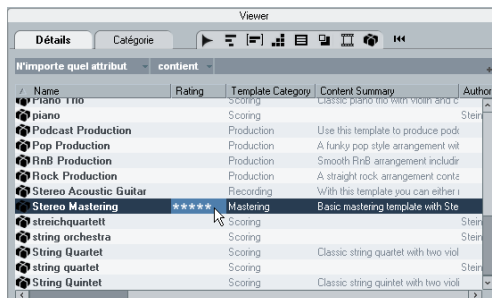 Viewer
Détails Catégorie
N'importe quel attribut contient
Name Rating Template Category Content Summary Author
Piano Trio Scoring Classic piano trio with violin and c
piano Scoring Stein
Podcast Production Production Use this template to produce podc
Pop Production Production A funky pop style arrangement wit
RnB Production Production Smooth RnB arrangement includin
Rock Production Production A straight rock arrangement conta
Stereo Acoustic Guitar Recording With this template you can either r
Stereo Mastering ***** Mastering Basic mastering template with Ste
streichquartett Scoring Stein
string orchestra Scoring Stein
String Quartet Scoring Classic string quartet with two viol
string quartet Scoring Stein
String Quintet Scoring Classic string quintet with two violi